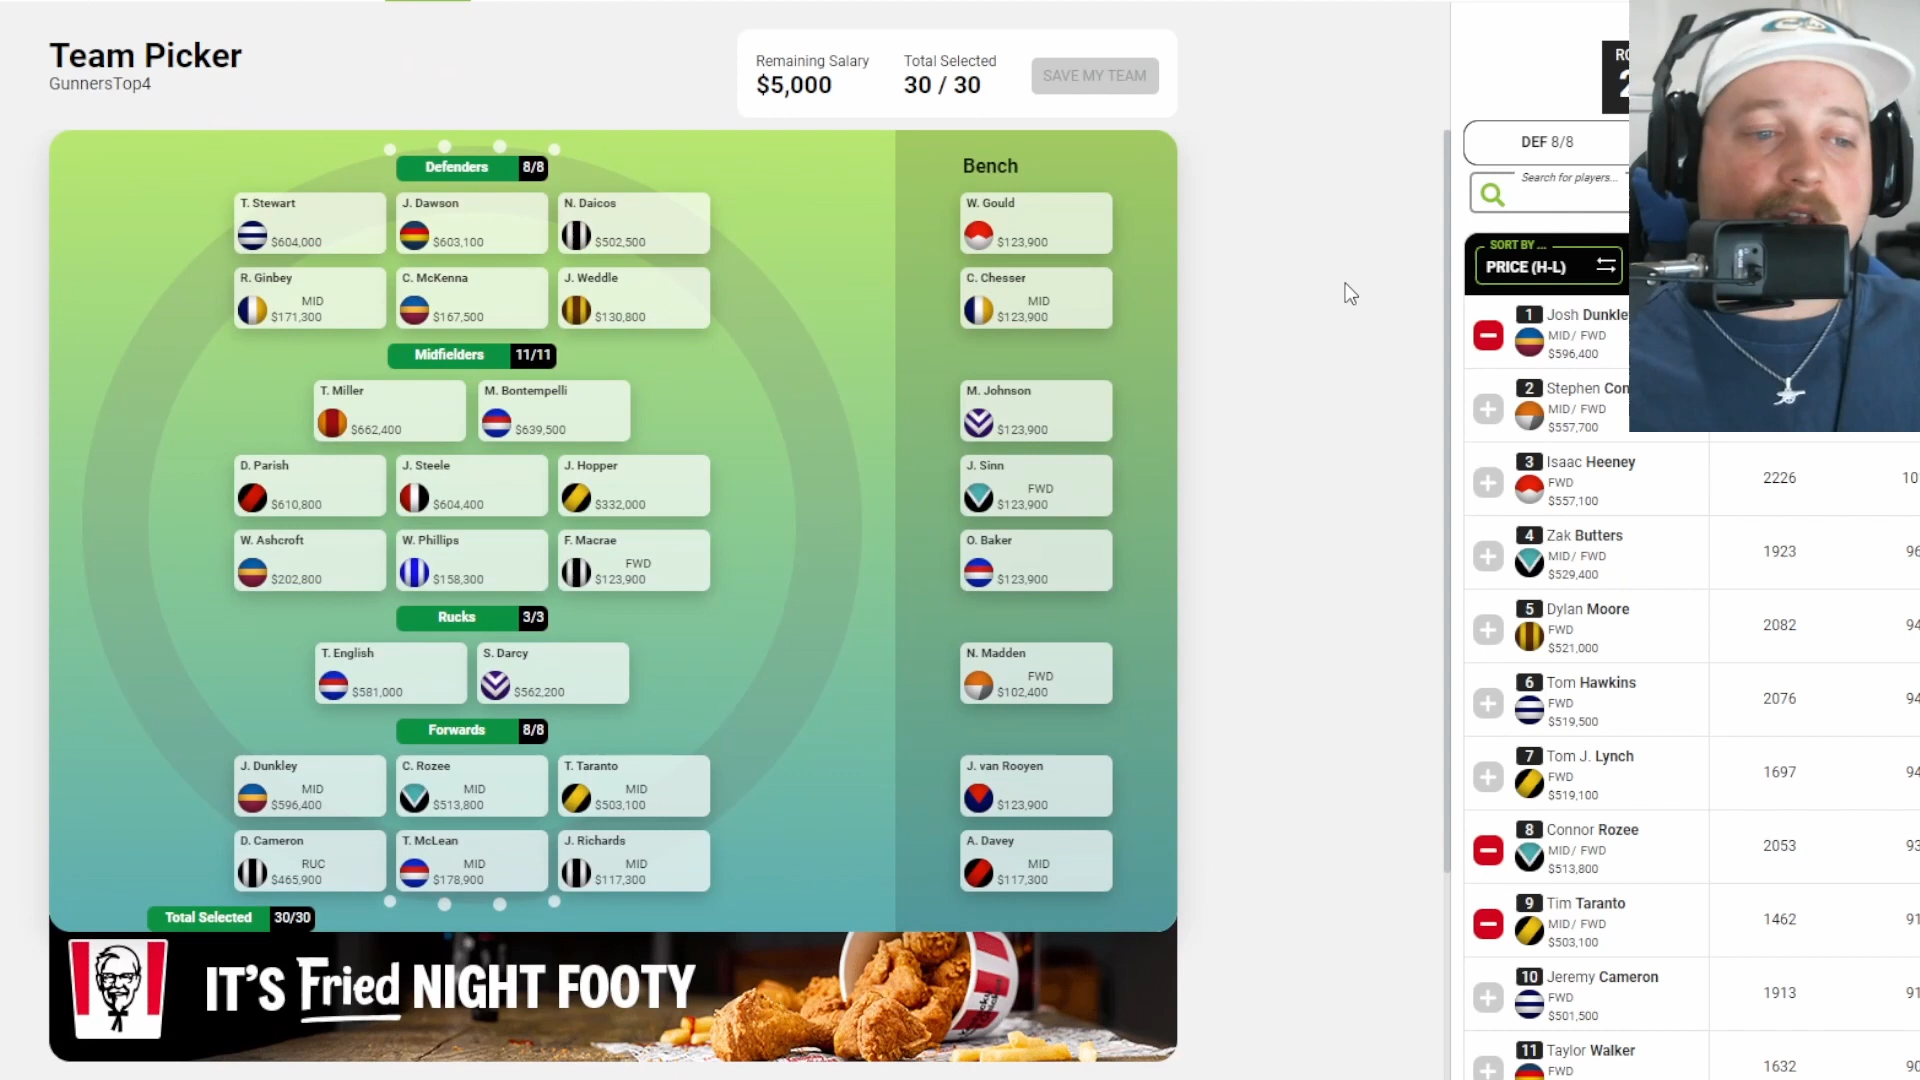 Team Picker
GunnersTop4
Remaining Salary
$5,000
Total Selected
30 / 30
SAVE MY TEAM
Defenders 8/8
T. Stewart
$604,000
J. Dawson
$603,100
N. Daicos
$502,500
R. Ginbey
MID
$171,300
C. McKenna
$167,500
J. Weddle
$130,800
Midfielders 11/11
T. Miller
$662,400
M. Bontempelli
$639,500
D. Parish
$610,800
J. Steele
$604,400
J. Hopper
$332,000
W. Ashcroft
$202,800
W. Phillips
$158,300
F. Macrae
FWD
$123,900
Rucks 3/3
T. English
$581,000
S. Darcy
$562,200
Forwards 8/8
J. Dunkley
MID
$596,400
C. Rozee
MID
$513,800
T. Taranto
MID
$503,100
D. Cameron
RUC
$465,900
T. McLean
MID
$178,900
J. Richards
MID
$117,300
Total Selected 30/30
Bench
W. Gould
$123,900
C. Chesser
MID
$123,900
M. Johnson
$123,900
J. Sinn
FWD
$123,900
O. Baker
$123,900
N. Madden
FWD
$102,400
J. van Rooyen
$123,900
A. Davey
MID
$117,300
IT'S Fried NIGHT FOOTY
DEF 8/8
Search for players...
SORT BY ...
PRICE (H-L)
1 Josh Dunkle
MID/ FWD
$596,400
2 Stephen Con
MID/ FWD
$557,700
3 Isaac Heeney
FWD
$557,100
2226
10
4 Zak Butters
MID/ FWD
$529,400
1923
96
5 Dylan Moore
FWD
$521,000
2082
94
6 Tom Hawkins
FWD
$519,500
2076
94
7 Tom J. Lynch
FWD
$519,100
1697
94
8 Connor Rozee
MID/ FWD
$513,800
2053
93
9 Tim Taranto
MID/ FWD
$503,100
1462
91
10 Jeremy Cameron
FWD
$501,500
1913
91
11 Taylor Walker
FWD
1632
90